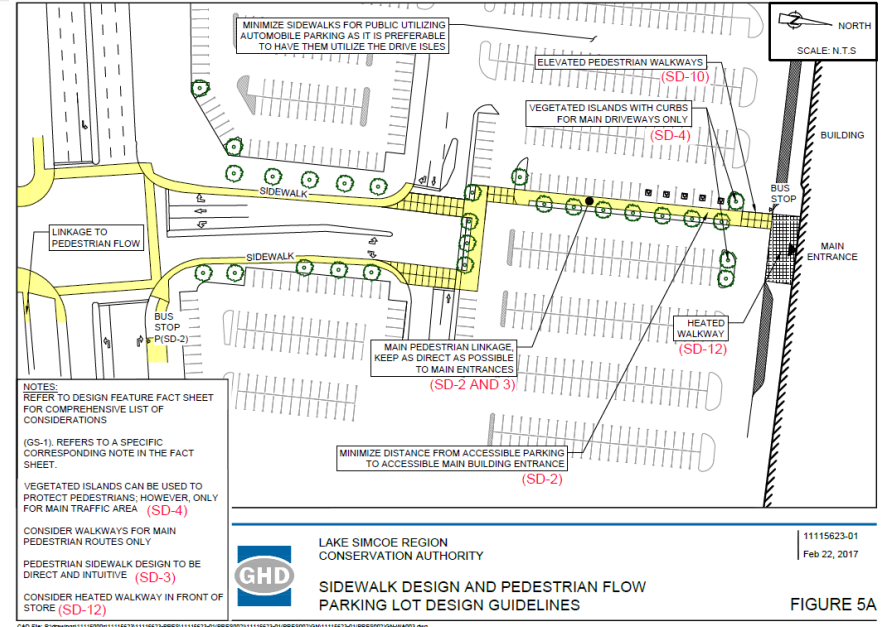 MINIMIZE SIDEWALKS FOR PUBLIC UTILIZING
AUTOMOBILE PARKING AS IT IS PREFERABLE
TO HAVE THEM UTILIZE THE DRIVE ISLES
NORTH
SCALE: N.T.S
ELEVATED PEDESTRIAN WALKWAYS
(SD-10)
VEGETATED ISLANDS WITH CURBS
FOR MAIN DRIVEWAYS ONLY
(SD-4)
BUILDING
BUS
STOP
SIDEWALK
LINKAGE TO
PEDESTRIAN FLOW
SIDEWALK
MAIN
ENTRANCE
BUS
STOP
P(SD-2)
HEATED
WALKWAY
(SD-12)
MAIN PEDESTRIAN LINKAGE,
KEEP AS DIRECT AS POSSIBLE
TO MAIN ENTRANCES
(SD-2 AND 3)
MINIMIZE DISTANCE FROM ACCESSIBLE PARKING
TO ACCESSIBLE MAIN BUILDING ENTRANCE
(SD-2)
NOTES:
REFER TO DESIGN FEATURE FACT SHEET
FOR COMPREHENSIVE LIST OF
CONSIDERATIONS
(GS-1). REFERS TO A SPECIFIC
CORRESPONDING NOTE IN THE FACT
SHEET.
VEGETATED ISLANDS CAN BE USED TO
PROTECT PEDESTRIANS; HOWEVER, ONLY
FOR MAIN TRAFFIC AREA (SD-4)
CONSIDER WALKWAYS FOR MAIN
PEDESTRIAN ROUTES ONLY
PEDESTRIAN SIDEWALK DESIGN TO BE
DIRECT AND INTUITIVE (SD-3)
CONSIDER HEATED WALKWAY IN FRONT OF
STORE (SD-12)
GHD
LAKE SIMCOE REGION
CONSERVATION AUTHORITY
SIDEWALK DESIGN AND PEDESTRIAN FLOW
PARKING LOT DESIGN GUIDELINES
11115623-01
Feb 22, 2017
FIGURE 5A